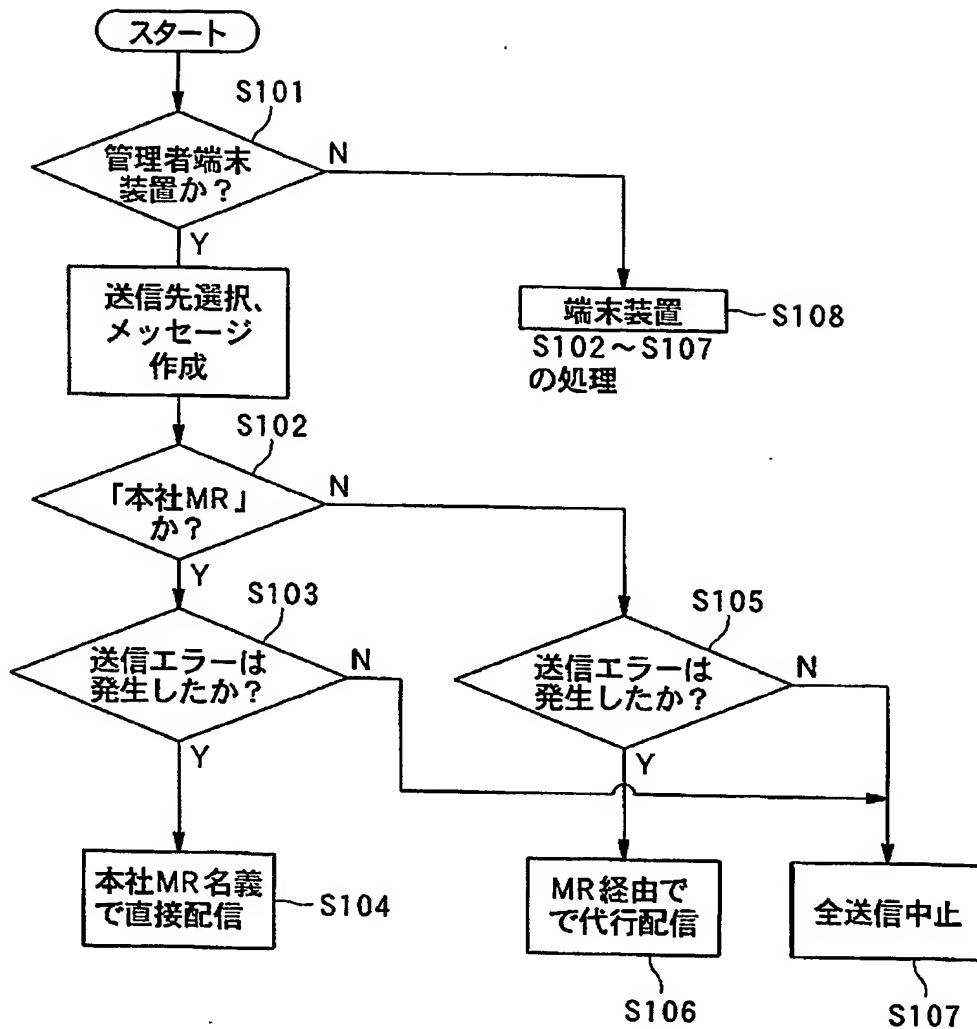 スタート
S101
管理者端末
装置か？
N
Y
送信先選択、
メッセージ
作成
端末装置
S108
S102～S107
の処理
S102
「本社MR」
か？
N
Y
S103
送信エラーは
発生したか？
N
Y
S105
送信エラーは
発生したか？
N
Y
本社MR名義
で直接配信
S104
MR経由で
で代行配信
S106
全送信中止
S107